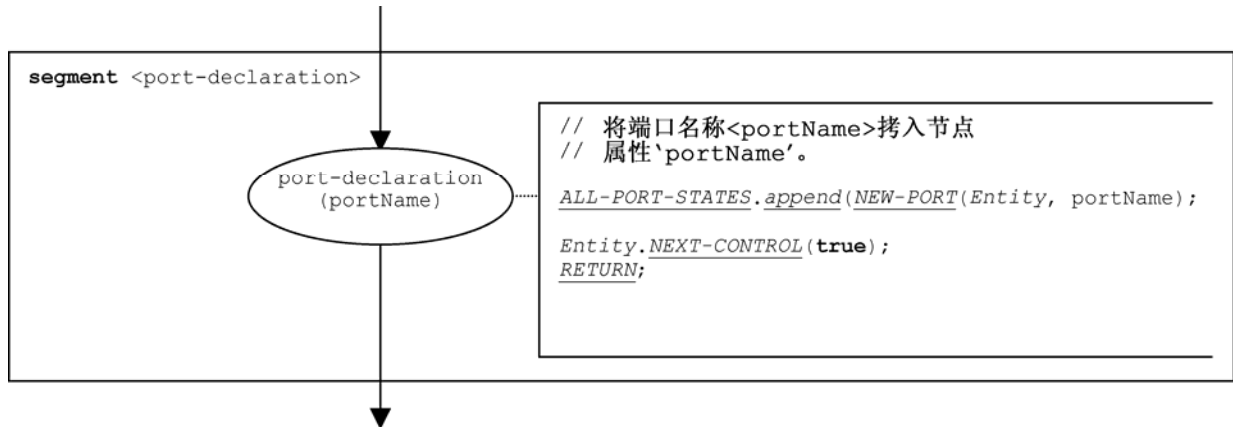 segment <port-declaration>
port-declaration
(portName)
// 将端口名称<portName>拷入节点
// 属性‘portName’。
ALL-PORT-STATES.append(NEW-PORT(Entity, portName);
Entity.NEXT-CONTROL(true);
RETURN;